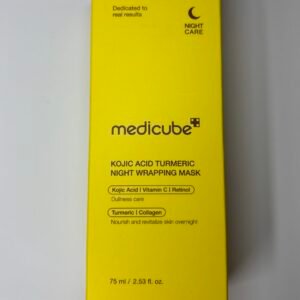 Dedicated to
real results
NIGHT
CARE
medicube
KOJIC ACID TURMERIC
NIGHT WRAPPING MASK
Kojic Acid | Vitamin C | Retinol
Dullness care
Turmeric | Collagen
Nourish and revitalize skin overnight
75 ml / 2.53 fl. oz.